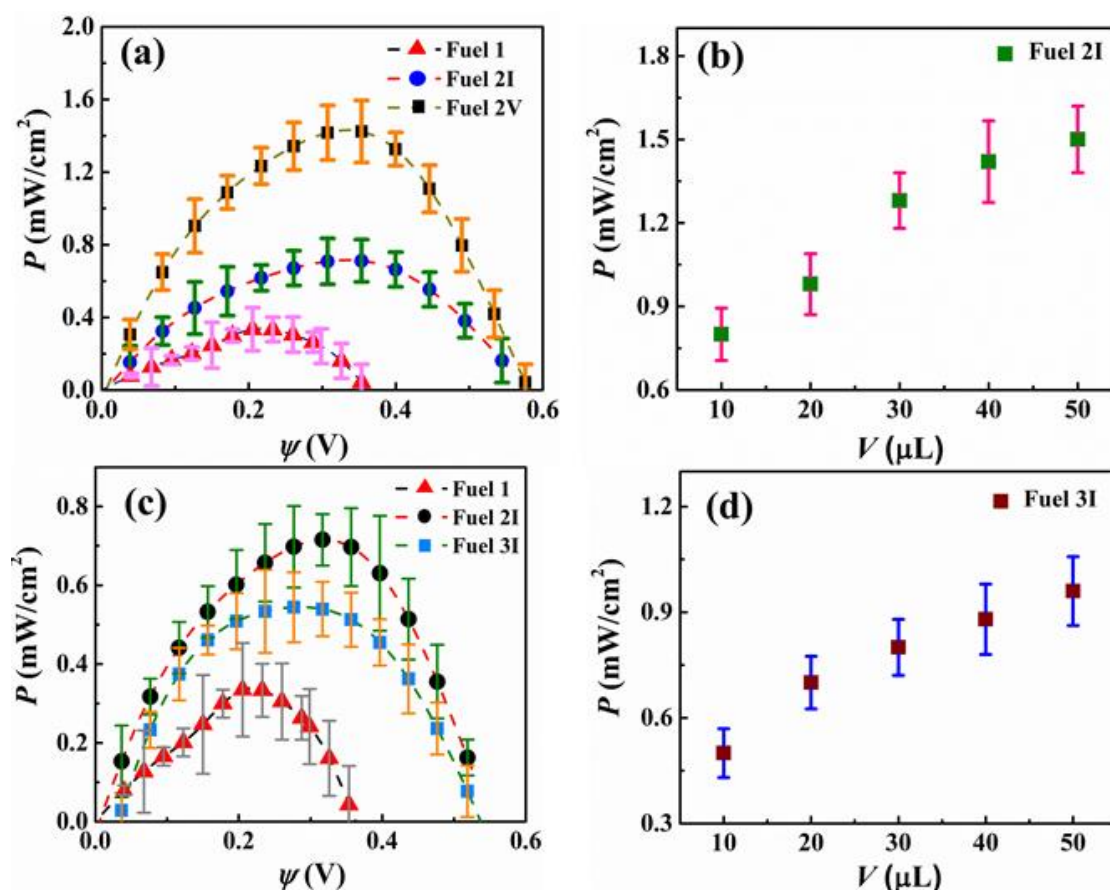 (a)
Fuel 1
Fuel 2I
Fuel 2V
P (mW/cm²)
2.0
1.6
1.2
0.8
0.4
0.0
0.0 0.2 0.4 0.6
ψ (V)
(b)
Fuel 2I
P (mW/cm²)
1.8
1.5
1.2
0.9
0.6
10 20 30 40 50
V (μL)
(c)
Fuel 1
Fuel 2I
Fuel 3I
P (mW/cm²)
0.8
0.6
0.4
0.2
0.0
0.0 0.2 0.4 0.6
ψ (V)
(d)
Fuel 3I
P (mW/cm²)
1.2
0.9
0.6
0.3
10 20 30 40 50
V (μL)